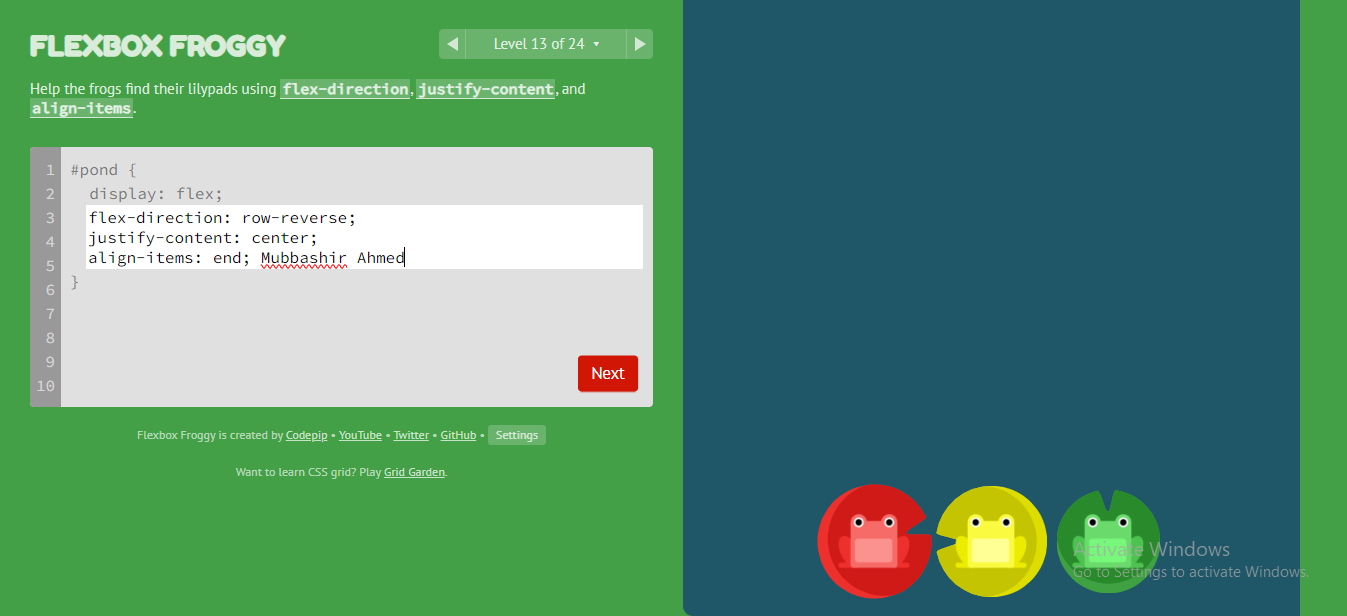 FLEXBOX FROGGY
Level 13 of 24
Help the frogs find their lilypads using flex-direction, justify-content, and
align-items.
1 #pond {
2 display: flex;
3 flex-direction: row-reverse;
4 justify-content: center;
5 align-items: end; Mubbashir Ahmed
6 }
7
8
9
10
Next
Flexbox Froggy is created by Codepip • YouTube • Twitter • GitHub • Settings
Want to learn CSS grid? Play Grid Garden.
Activate Windows
Go to Settings to activate Windows.